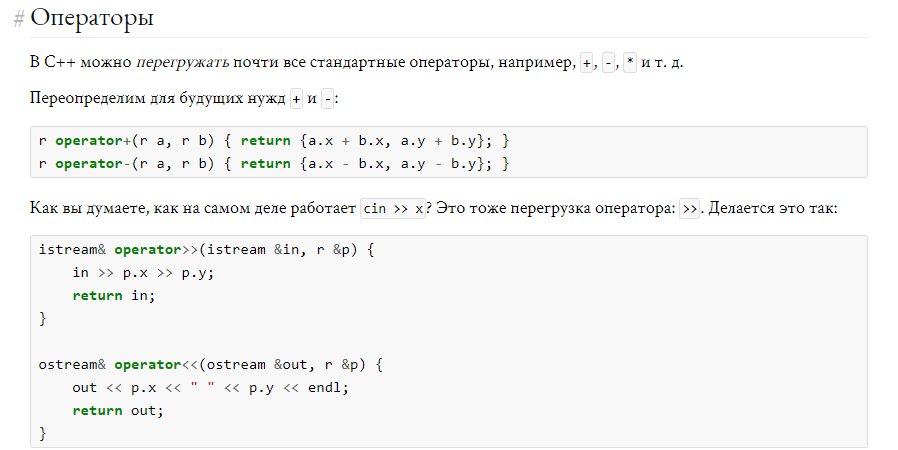 # Операторы
В C++ можно перегружать почти все стандартные операторы, например, +, -, * и т. д.
Переопределим для будущих нужд + и -:
r operator+(r a, r b) { return {a.x + b.x, a.y + b.y}; }
r operator-(r a, r b) { return {a.x - b.x, a.y - b.y}; }
Как вы думаете, как на самом деле работает cin >> x? Это тоже перегрузка оператора: >>. Делается это так:
istream& operator>>(istream &in, r &p) {
    in >> p.x >> p.y;
    return in;
}
ostream& operator<<(ostream &out, r &p) {
    out << p.x << " " << p.y << endl;
    return out;
}